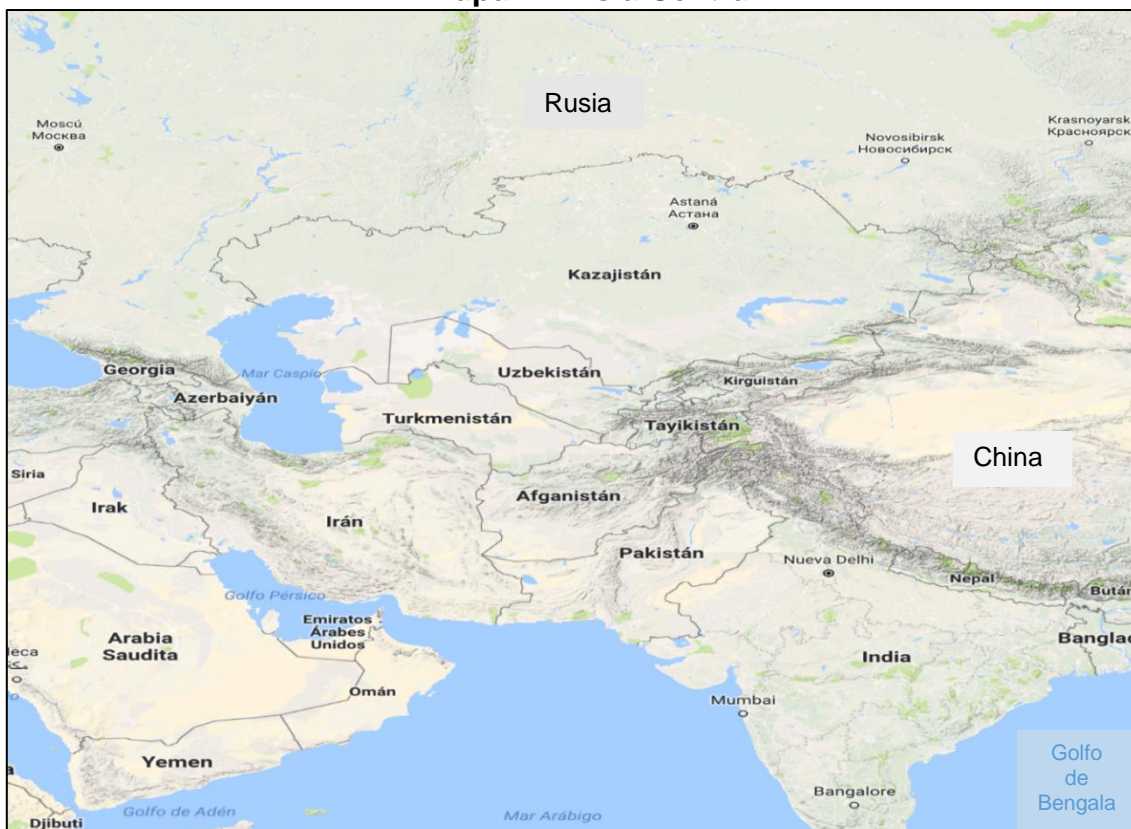 Rusia
Moscú
Москва
Krasnoyarsk
Красноярск
Novosibirsk
Новосибирск
Astaná
Астана
Kazajistán
Georgia
Mar Caspio
Azerbaiyán
Uzbekistán
Kirguistán
Turkmenistán
Tayikistán
China
Siria
Irak
Irán
Afganistán
Pakistán
Nueva Delhi
Nepal
Bután
Golfo Pérsico
Emiratos
Árabes
Unidos
Arabia
Saudita
Omán
India
Banglad
Mumbai
Yemen
Golfo
de
Bengala
Bangalore
Golfo de Adén
Mar Arábigo
Djibuti